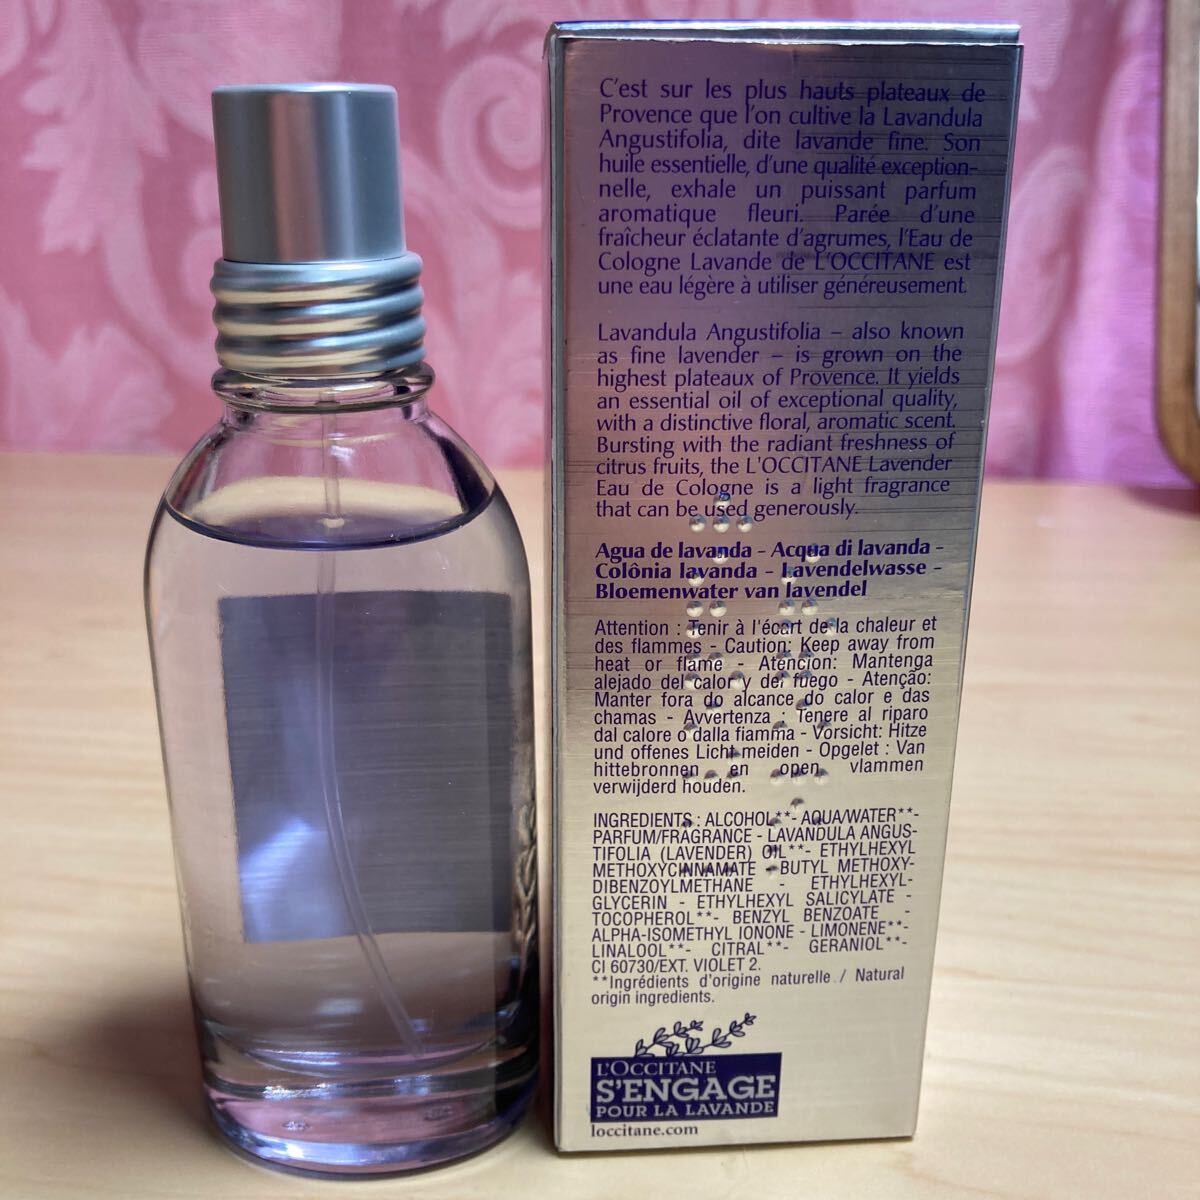 C'est sur les plus hauts plateaux de
Provence que l'on cultive la Lavandula
Angustifolia, dite lavande fine. Son
huile essentielle, d'une qualité exception-
nelle, exhale un puissant parfum
aromatique fleuri. Parée d'une
fraîcheur éclatante d'agrumes, l'Eau de
Cologne Lavande de L'OCCITANE est
une eau légère à utiliser généreusement.
Lavandula Angustifolia – also known
as fine lavender – is grown on the
highest plateaux of Provence. It yields
an essential oil of exceptional quality,
with a distinctive floral, aromatic scent.
Bursting with the radiant freshness of
citrus fruits, the L'OCCITANE Lavender
Eau de Cologne is a light fragrance
that can be used generously.
Agua de lavanda - Acqua di lavanda -
Colônia lavanda - Lavendelwasse -
Bloemenwater van lavendel
Attention : Tenir à l'écart de la chaleur et
des flammes - Caution: Keep away from
heat or flame - Atencion: Mantenga
alejado del calor y del fuego - Atenção:
Manter fora do alcance do calor e das
chamas - Avvertenza : Tenere al riparo
dal calore o dalla fiamma - Vorsicht: Hitze
und offenes Licht meiden - Opgelet : Van
hittebronnen en open vlammen
verwijderd houden.
INGREDIENTS : ALCOHOL**- AQUA/WATER**-
PARFUM/FRAGRANCE - LAVANDULA ANGUS-
TIFOLIA (LAVENDER) OIL**- ETHYLHEXYL
METHOXYCINNAMATE - BUTYL METHOXY-
DIBENZOYLMETHANE - ETHYLHEXYL-
GLYCERIN - ETHYLHEXYL SALICYLATE -
TOCOPHEROL**- BENZYL BENZOATE -
ALPHA-ISOMETHYL IONONE - LIMONENE**-
LINALOOL**- CITRAL**- GERANIOL**-
CI 60730/EXT. VIOLET 2.
**Ingrédients d'origine naturelle / Natural
origin ingredients.
L'OCCITANE
S'ENGAGE
POUR LA LAVANDE
loccitane.com